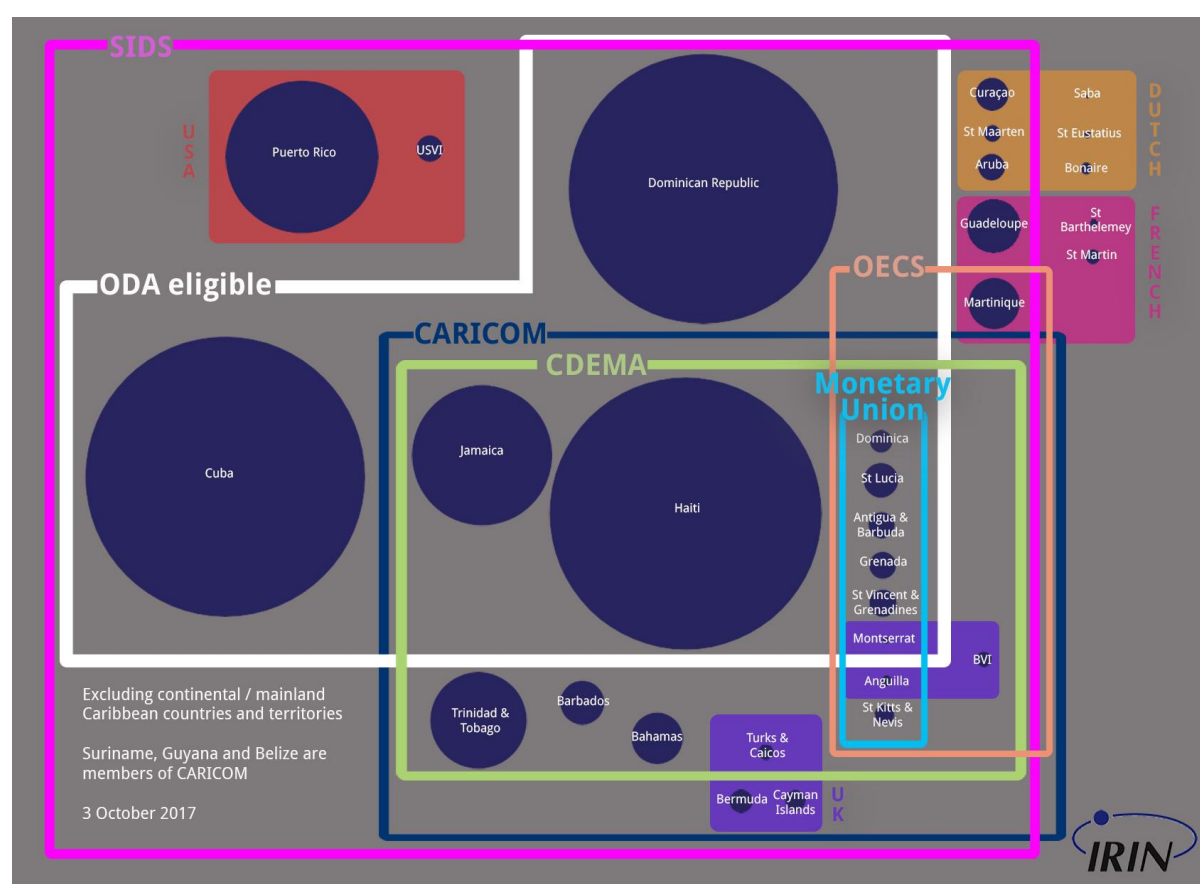 SIDS
USA
Puerto Rico
USVI
Dominican Republic
Curaçao
Saba
St Maarten
St Eustatius
Aruba
Bonaire
DUTCH
Guadeloupe
St
Barthelemey
St Martin
Martinique
FRENCH
ODA eligible
OECS
CARICOM
CDEMA
Monetary
Union
Cuba
Jamaica
Haiti
Dominica
St Lucia
Antigua &
Barbuda
Grenada
St Vincent &
Grenadines
Montserrat
BVI
Anguilla
St Kitts &
Nevis
Trinidad &
Tobago
Barbados
Bahamas
Turks &
Caicos
Bermuda
Cayman
Islands
UK
Excluding continental / mainland
Caribbean countries and territories
Suriname, Guyana and Belize are
members of CARICOM
3 October 2017
IRIN